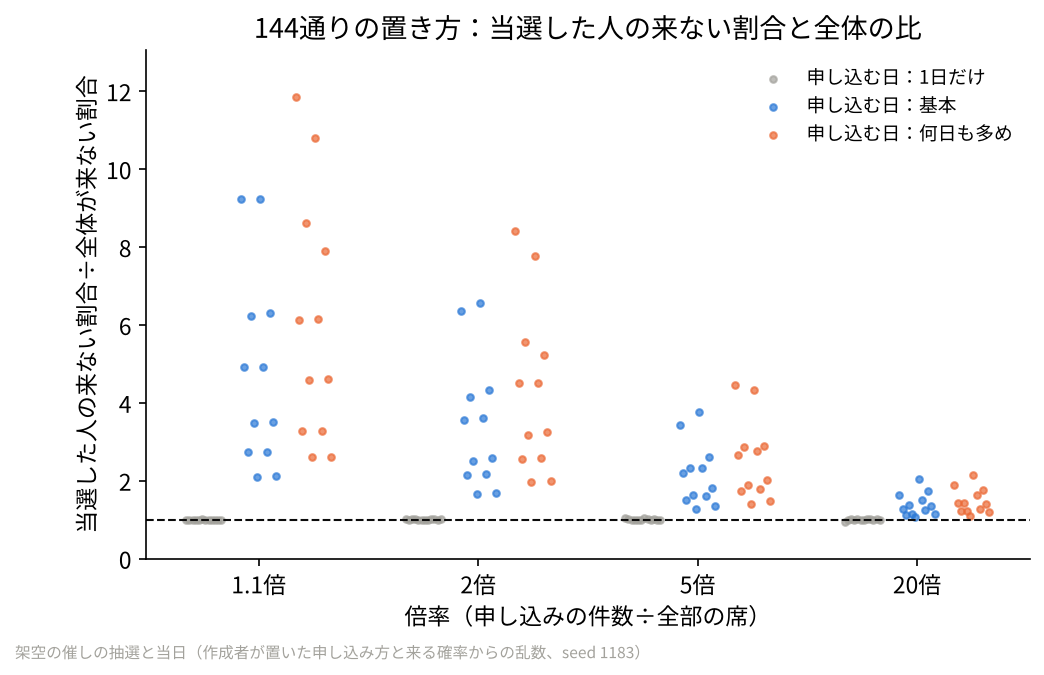 144通りの置き方：当選した人の来ない割合と全体の比
当選した人の来ない割合÷全体が来ない割合
12
10
8
6
4
2
0
申し込む日：1日だけ
申し込む日：基本
申し込む日：何日も多め
1.1倍
2倍
5倍
20倍
倍率（申し込みの件数÷全部の席）
架空の催しの抽選と当日（作成者が置いた申し込み方と来る確率からの乱数、seed 1183）